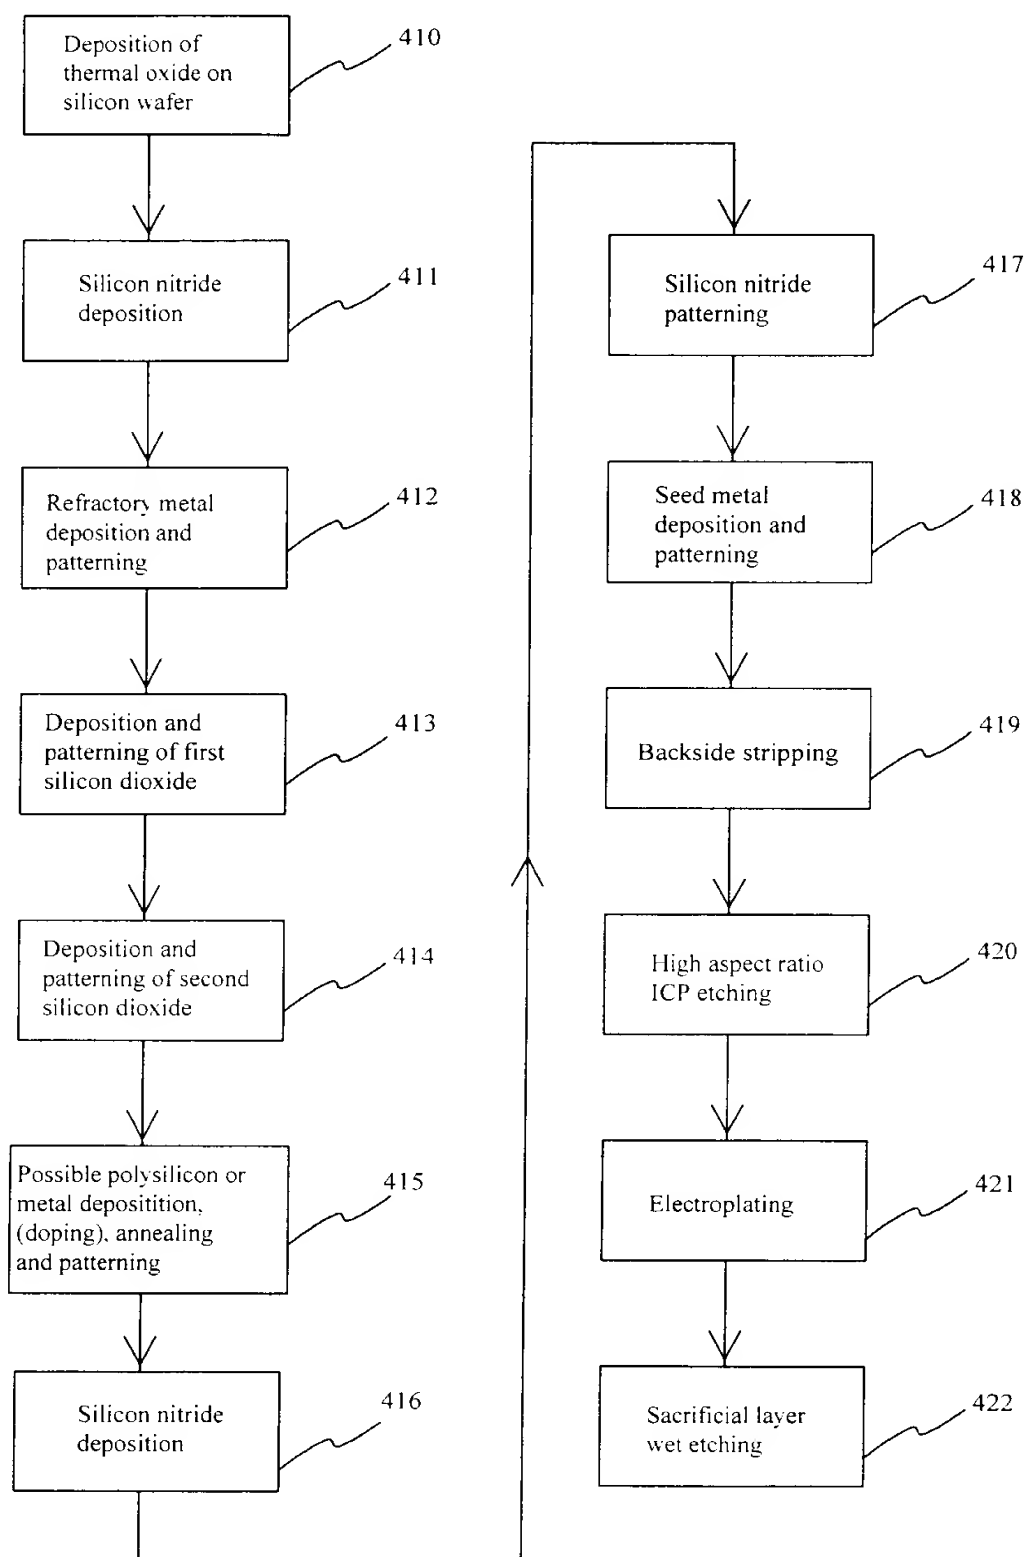 Deposition of
thermal oxide on
silicon wafer
410
Silicon nitride
deposition
411
Refractory metal
deposition and
patterning
412
Deposition and
patterning of first
silicon dioxide
413
Deposition and
patterning of second
silicon dioxide
414
Possible polysilicon or
metal depositition,
(doping), annealing
and patterning
415
Silicon nitride
deposition
416
Silicon nitride
patterning
417
Seed metal
deposition and
patterning
418
Backside stripping
419
High aspect ratio
ICP etching
420
Electroplating
421
Sacrificial layer
wet etching
422